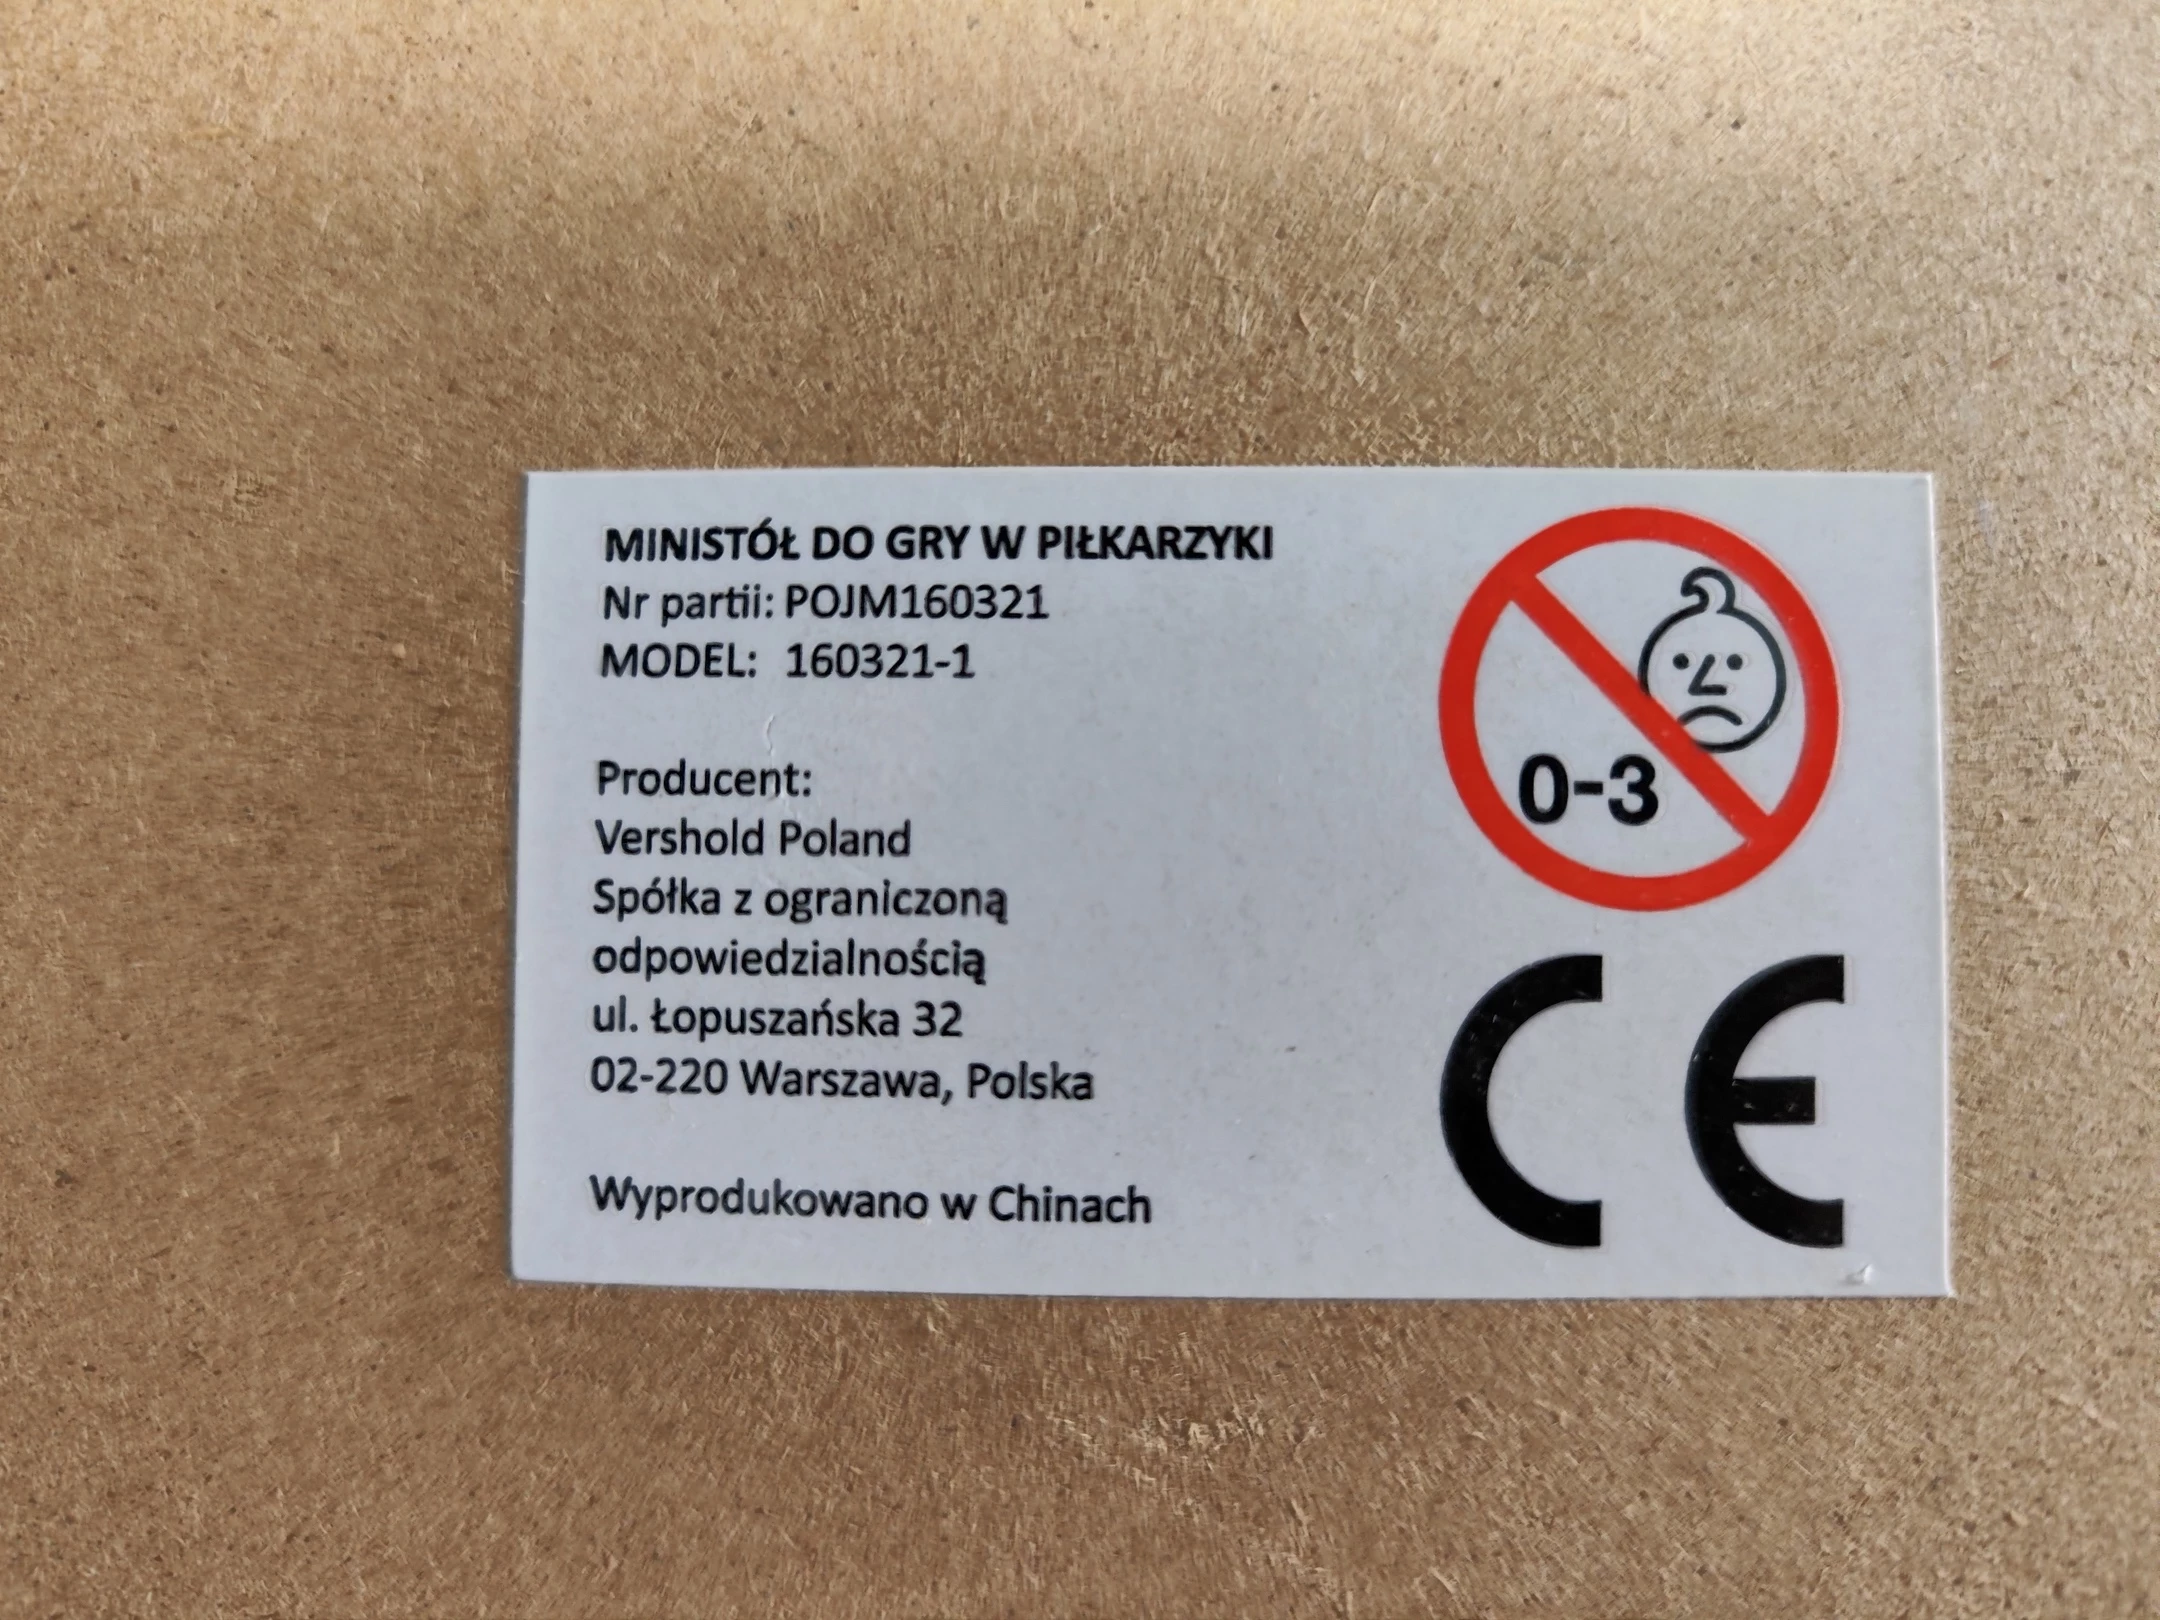 MINISTÓŁ DO GRY W PIŁKARZYKI
Nr partii: POJM160321
MODEL: 160321-1
Producent:
Vershold Poland
Spółka z ograniczoną
odpowiedzialnością
ul. Łopuszańska 32
02-220 Warszawa, Polska
Wyprodukowano w Chinach
0-3
CE